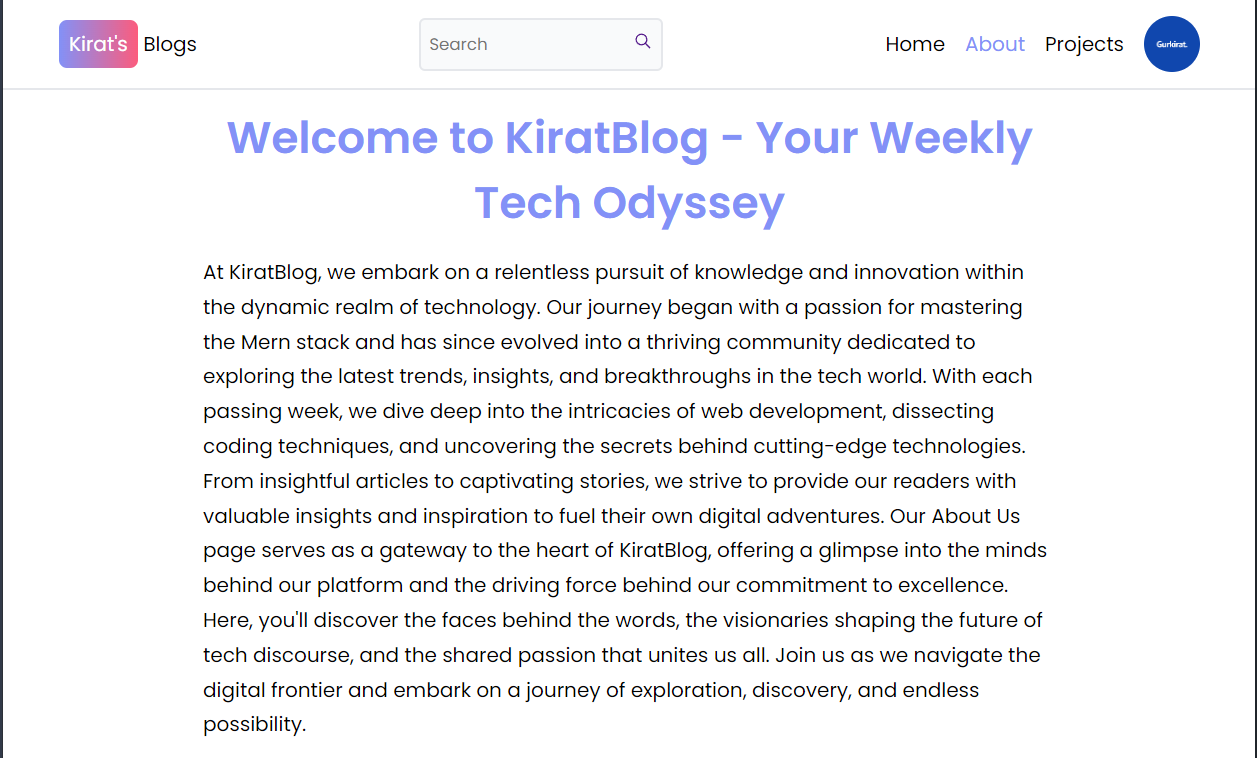 Kirat's Blogs
Search
Home About Projects
Gurkirat.
Welcome to KiratBlog - Your Weekly
Tech Odyssey
At KiratBlog, we embark on a relentless pursuit of knowledge and innovation within
the dynamic realm of technology. Our journey began with a passion for mastering
the Mern stack and has since evolved into a thriving community dedicated to
exploring the latest trends, insights, and breakthroughs in the tech world. With each
passing week, we dive deep into the intricacies of web development, dissecting
coding techniques, and uncovering the secrets behind cutting-edge technologies.
From insightful articles to captivating stories, we strive to provide our readers with
valuable insights and inspiration to fuel their own digital adventures. Our About Us
page serves as a gateway to the heart of KiratBlog, offering a glimpse into the minds
behind our platform and the driving force behind our commitment to excellence.
Here, you'll discover the faces behind the words, the visionaries shaping the future of
tech discourse, and the shared passion that unites us all. Join us as we navigate the
digital frontier and embark on a journey of exploration, discovery, and endless
possibility.